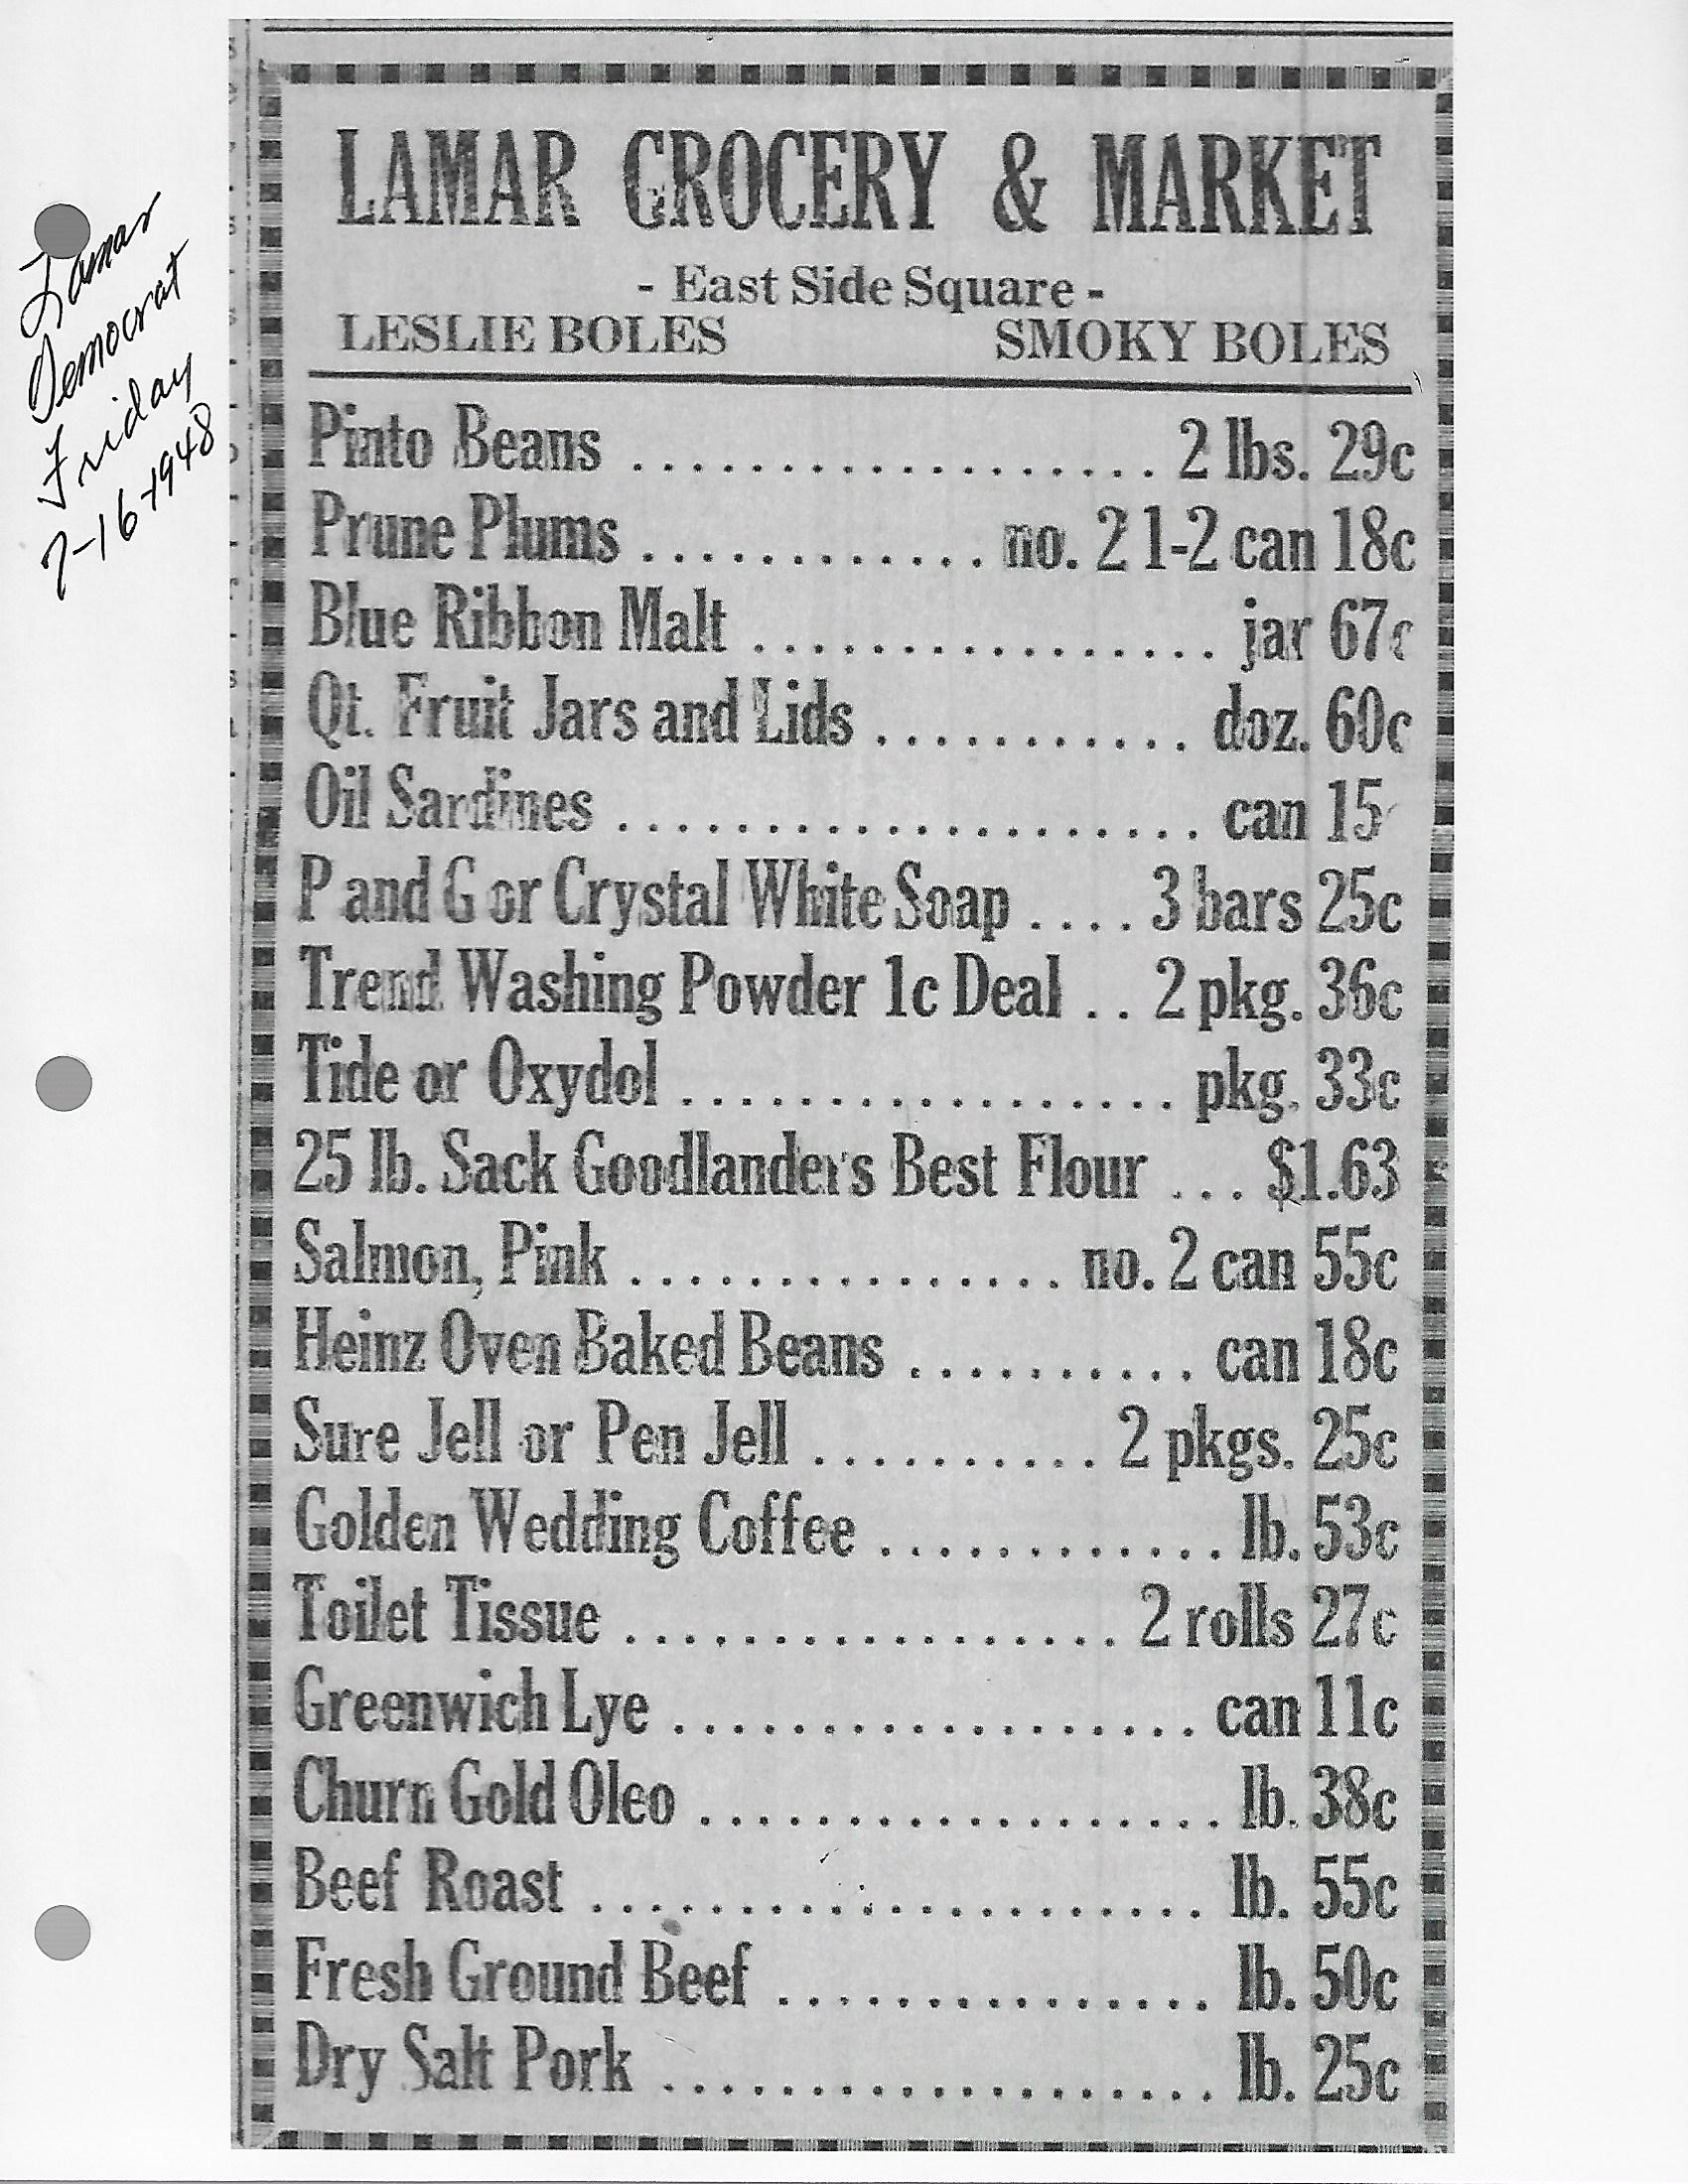 Lamar
Democrat
Friday
7-16-1948
LAMAR GROCERY & MARKET
- East Side Square -
LESLIE BOLES SMOKY BOLES
Pinto Beans .................. 2 lbs. 29c
Prune Plums ............ no. 2 1-2 can 18c
Blue Ribbon Malt ................ jar 67c
Qt. Fruit Jars and Lids ........... doz. 60c
Oil Sardines .................... can 15
P and G or Crystal White Soap .... 3 bars 25c
Trend Washing Powder 1c Deal .. 2 pkg. 36c
Tide or Oxydol ................. pkg. 33c
25 lb. Sack Goodlander's Best Flour ... $1.63
Salmon, Pink ............... no. 2 can 55c
Heinz Oven Baked Beans .......... can 18c
Sure Jell or Pen Jell .......... 2 pkgs. 25c
Golden Wedding Coffee ............ lb. 53c
Toilet Tissue ................. 2 rolls 27c
Greenwich Lye .................. can 11c
Churn Gold Oleo .................. lb. 38c
Beef Roast ..................... lb. 55c
Fresh Ground Beef ............... lb. 50c
Dry Salt Pork ................... lb. 25c